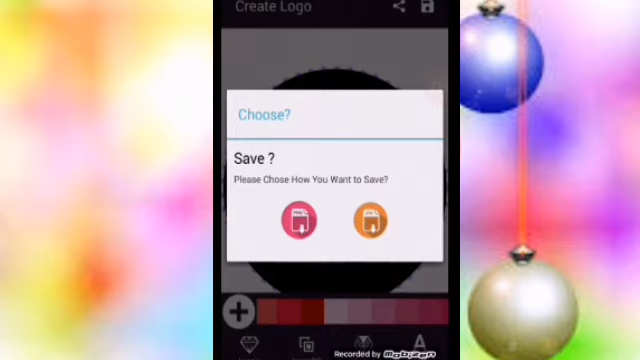 Create Logo
Choose?
Save ?
Please Chose How You Want to Save?
A
Recorded by Mobizen